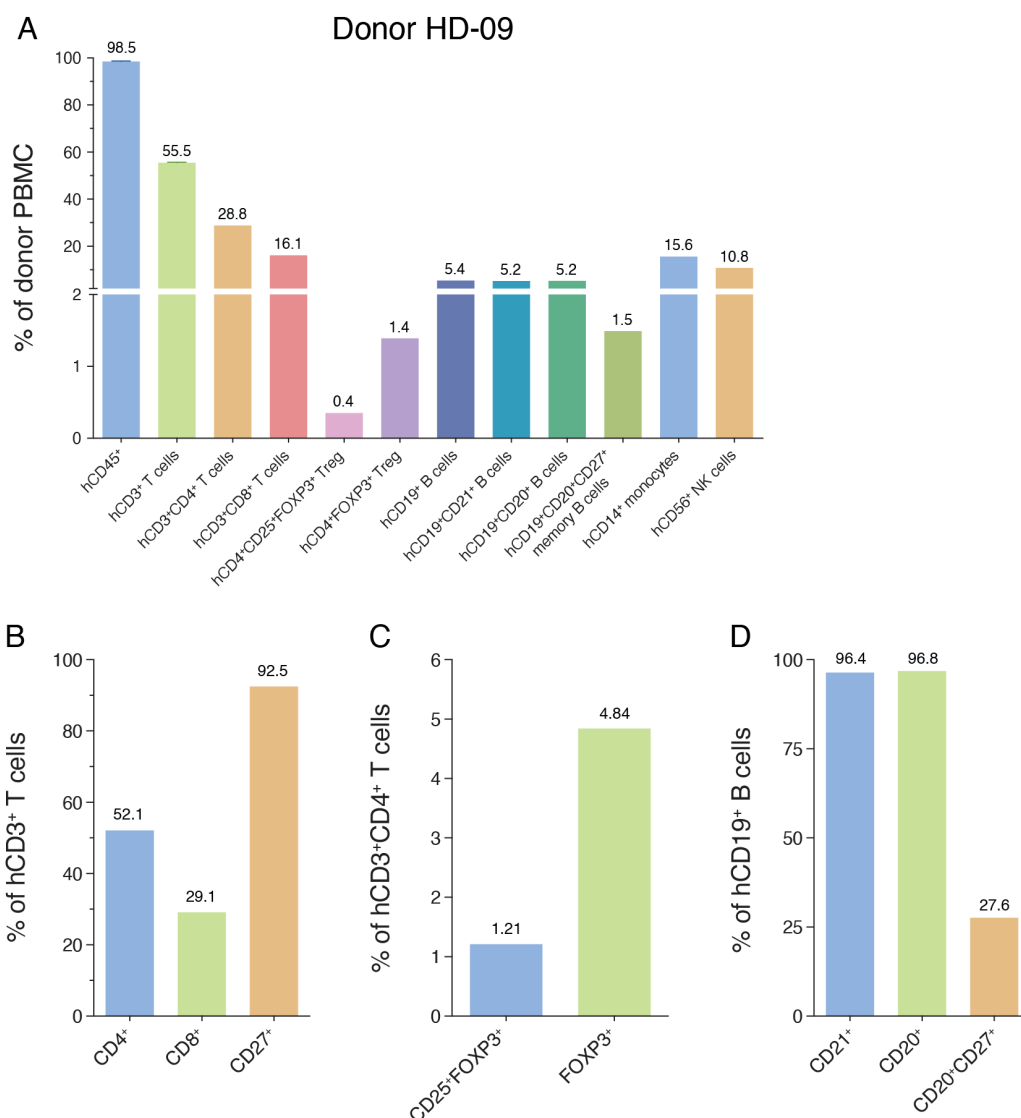 A
Donor HD-09
% of donor PBMC
100
80
60
40
20
2
1
0
98.5
55.5
28.8
16.1
0.4
1.4
5.4
5.2
5.2
1.5
15.6
10.8
hCD45⁺
hCD3⁺ T cells
hCD3⁺CD4⁺ T cells
hCD3⁺CD8⁺ T cells
hCD4⁺CD25⁺FOXP3⁺ Treg
hCD4⁺FOXP3⁺ Treg
hCD19⁺ B cells
hCD19⁺CD21⁺ B cells
hCD19⁺CD20⁺ B cells
hCD19⁺CD20⁺CD27⁺
memory B cells
hCD14⁺ monocytes
hCD56⁺ NK cells
B
% of hCD3⁺ T cells
100
80
60
40
20
0
52.1
29.1
92.5
CD4⁺
CD8⁺
CD27⁺
C
% of hCD3⁺CD4⁺ T cells
6
5
4
3
2
1
0
1.21
4.84
CD25⁺FOXP3⁺
FOXP3⁺
D
% of hCD19⁺ B cells
100
75
50
25
0
96.4
96.8
27.6
CD21⁺
CD20⁺
CD20⁺CD27⁺